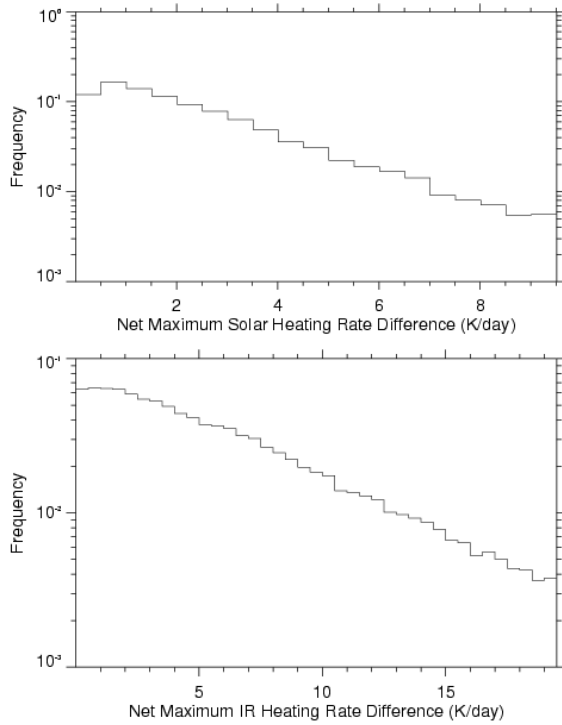 10⁰
10⁻¹
10⁻²
10⁻³
Frequency
2 4 6 8
Net Maximum Solar Heating Rate Difference (K/day)
10⁻¹
10⁻²
10⁻³
Frequency
5 10 15
Net Maximum IR Heating Rate Difference (K/day)